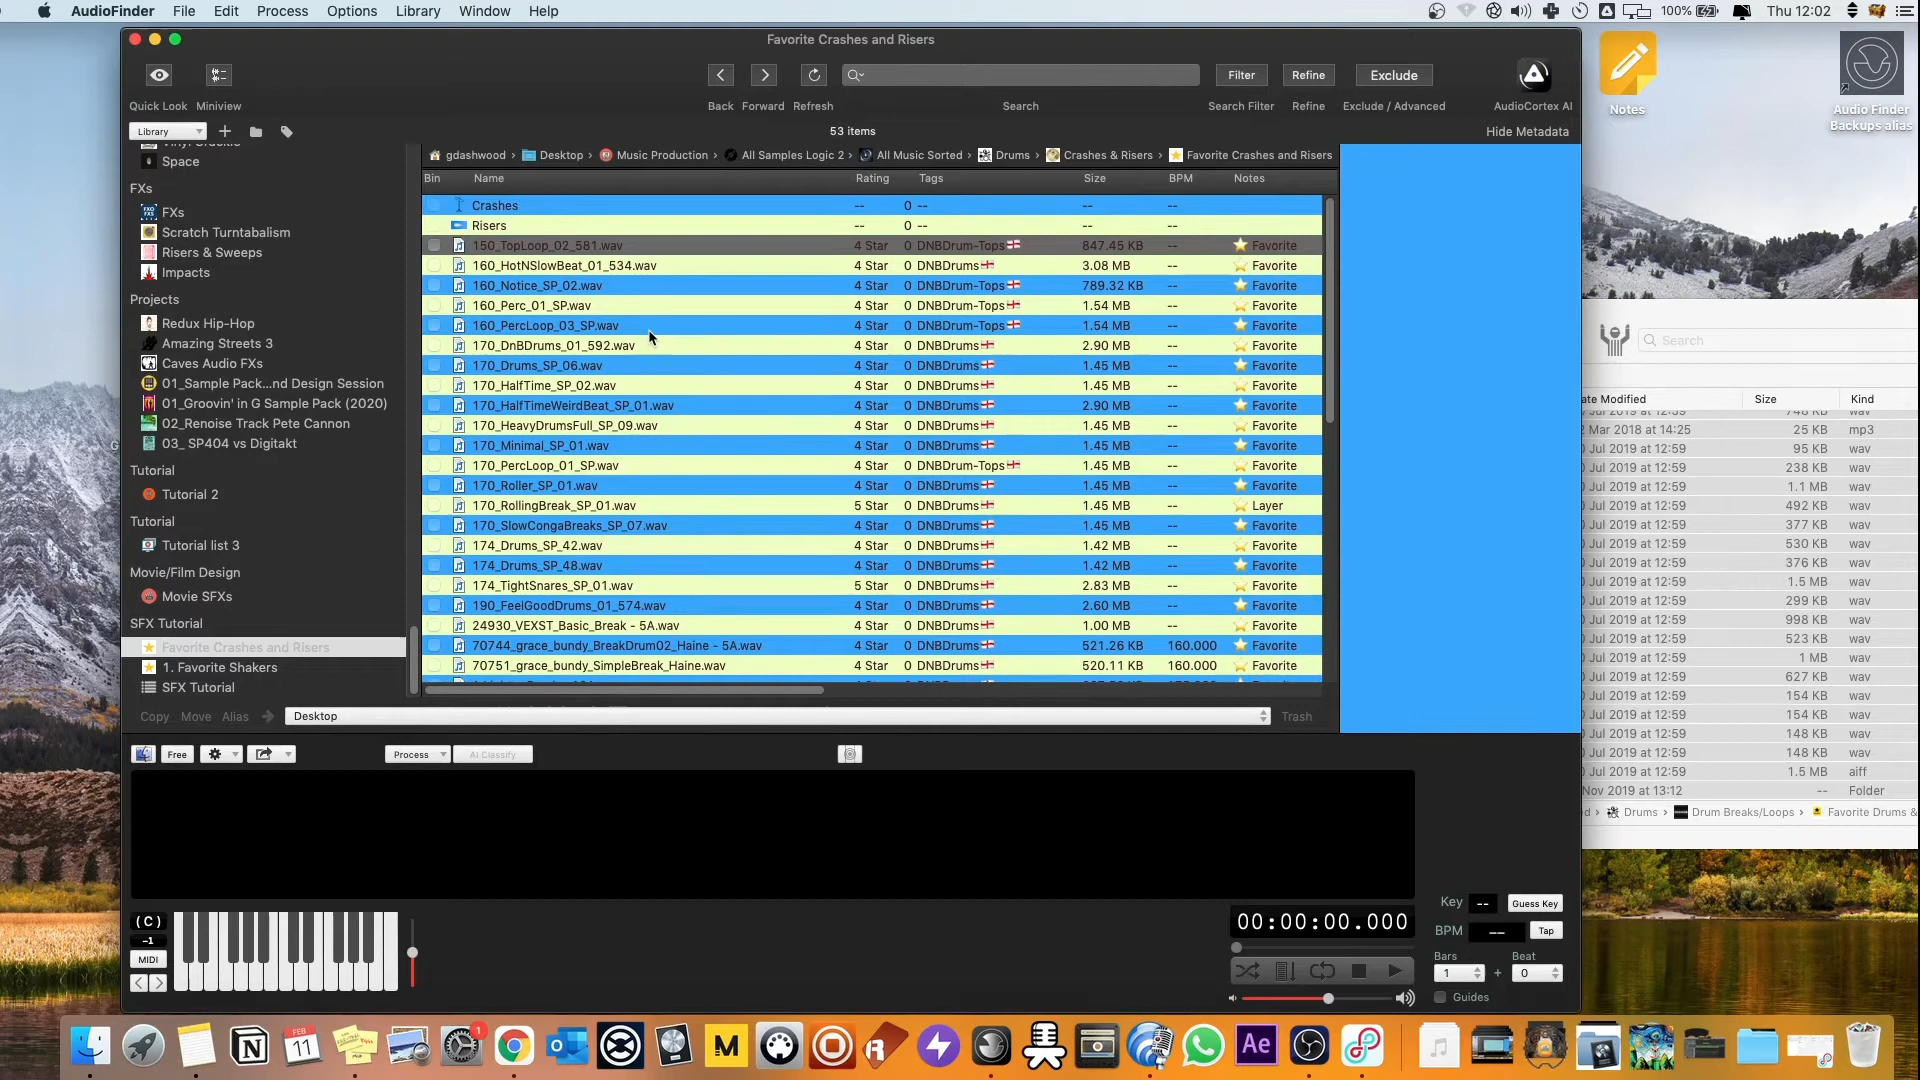 AudioFinder File Edit Process Options Library Window Help 100% Thu 12:02
Favorite Crashes and Risers
Quick Look Miniview Back Forward Refresh Search Search Filter Refine Exclude / Advanced AudioCortex AI
Filter Refine Exclude
Library 53 items Hide Metadata
gdashwood › Desktop › Music Production › All Samples Logic 2 › All Music Sorted › Drums › Crashes & Risers › Favorite Crashes and Risers
Bin Name Rating Tags Size BPM Notes
Crashes -- 0 -- -- --
Risers -- 0 -- -- --
150_TopLoop_02_581.wav 4 Star 0 DNBDrum-Tops 847.45 KB -- Favorite
160_HotNSlowBeat_01_534.wav 4 Star 0 DNBDrums 3.08 MB -- Favorite
160_Notice_SP_02.wav 4 Star 0 DNBDrum-Tops 789.32 KB -- Favorite
160_Perc_01_SP.wav 4 Star 0 DNBDrum-Tops 1.54 MB -- Favorite
160_PercLoop_03_SP.wav 4 Star 0 DNBDrum-Tops 1.54 MB -- Favorite
170_DnBDrums_01_592.wav 4 Star 0 DNBDrums 2.90 MB -- Favorite
170_Drums_SP_06.wav 4 Star 0 DNBDrums 1.45 MB -- Favorite
170_HalfTime_SP_02.wav 4 Star 0 DNBDrums 1.45 MB -- Favorite
170_HalfTimeWeirdBeat_SP_01.wav 4 Star 0 DNBDrums 2.90 MB -- Favorite
170_HeavyDrumsFull_SP_09.wav 4 Star 0 DNBDrums 1.45 MB -- Favorite
170_Minimal_SP_01.wav 4 Star 0 DNBDrums 1.45 MB -- Favorite
170_PercLoop_01_SP.wav 4 Star 0 DNBDrum-Tops 1.45 MB -- Favorite
170_Roller_SP_01.wav 4 Star 0 DNBDrums 1.45 MB -- Favorite
170_RollingBreak_SP_01.wav 5 Star 0 DNBDrums 1.45 MB -- Layer
170_SlowCongaBreaks_SP_07.wav 4 Star 0 DNBDrums 1.45 MB -- Favorite
174_Drums_SP_42.wav 4 Star 0 DNBDrums 1.42 MB -- Favorite
174_Drums_SP_48.wav 4 Star 0 DNBDrums 1.42 MB -- Favorite
174_TightSnares_SP_01.wav 5 Star 0 DNBDrums 2.83 MB -- Favorite
190_FeelGoodDrums_01_574.wav 4 Star 0 DNBDrums 2.60 MB -- Favorite
24930_VEXST_Basic_Break - 5A.wav 4 Star 0 DNBDrums 1.00 MB -- Favorite
70744_grace_bundy_BreakDrum02_Haine - 5A.wav 4 Star 0 DNBDrums 521.26 KB 160.000 Favorite
70751_grace_bundy_SimpleBreak_Haine.wav 4 Star 0 DNBDrums 520.11 KB 160.000 Favorite
Space
FXs
FXs
Scratch Turntabalism
Risers & Sweeps
Impacts
Projects
Redux Hip-Hop
Amazing Streets 3
Caves Audio FXs
01_Sample Pack...nd Design Session
01_Groovin' in G Sample Pack (2020)
02_Renoise Track Pete Cannon
03_ SP404 vs Digitakt
Tutorial
Tutorial 2
Tutorial
Tutorial list 3
Movie/Film Design
Movie SFXs
SFX Tutorial
Favorite Crashes and Risers
1. Favorite Shakers
SFX Tutorial
Copy Move Alias Desktop Trash
Free Process AI Classify
(C)
-1
MIDI
00:00:00.000
Key -- Guess Key
BPM -- Tap
Bars Beat
1 + 0
Guides
Notes
Audio Finder
Backups alias
Search
ate Modified Size Kind
Mar 2018 at 14:25 25 KB mp3
Jul 2019 at 12:59 95 KB wav
Jul 2019 at 12:59 238 KB wav
Jul 2019 at 12:59 1.1 MB wav
Jul 2019 at 12:59 492 KB wav
Jul 2019 at 12:59 377 KB wav
Jul 2019 at 12:59 530 KB wav
Jul 2019 at 12:59 376 KB wav
Jul 2019 at 12:59 1.5 MB wav
Jul 2019 at 12:59 299 KB wav
Jul 2019 at 12:59 998 KB wav
Jul 2019 at 12:59 523 KB wav
Jul 2019 at 12:59 1 MB wav
Jul 2019 at 12:59 627 KB wav
Jul 2019 at 12:59 154 KB wav
Jul 2019 at 12:59 154 KB wav
Jul 2019 at 12:59 148 KB wav
Jul 2019 at 12:59 148 KB wav
Jul 2019 at 12:59 1.5 MB aiff
Nov 2019 at 13:12 -- Folder
Drums › Drum Breaks/Loops › Favorite Drums &
FEB
11
1
M
Ae